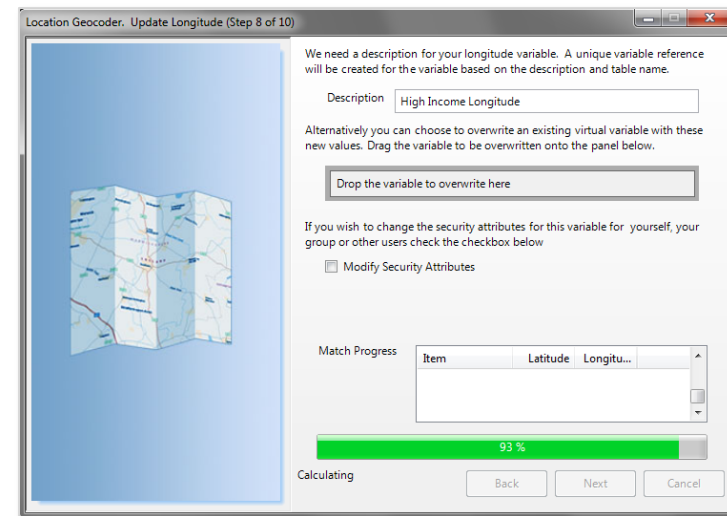 Location Geocoder. Update Longitude (Step 8 of 10)
We need a description for your longitude variable. A unique variable reference
will be created for the variable based on the description and table name.
Description High Income Longitude
Alternatively you can choose to overwrite an existing virtual variable with these
new values. Drag the variable to be overwritten onto the panel below.
Drop the variable to overwrite here
If you wish to change the security attributes for this variable for yourself, your
group or other users check the checkbox below
Modify Security Attributes
Match Progress
Item Latitude Longitu...
93 %
Calculating
Back Next Cancel